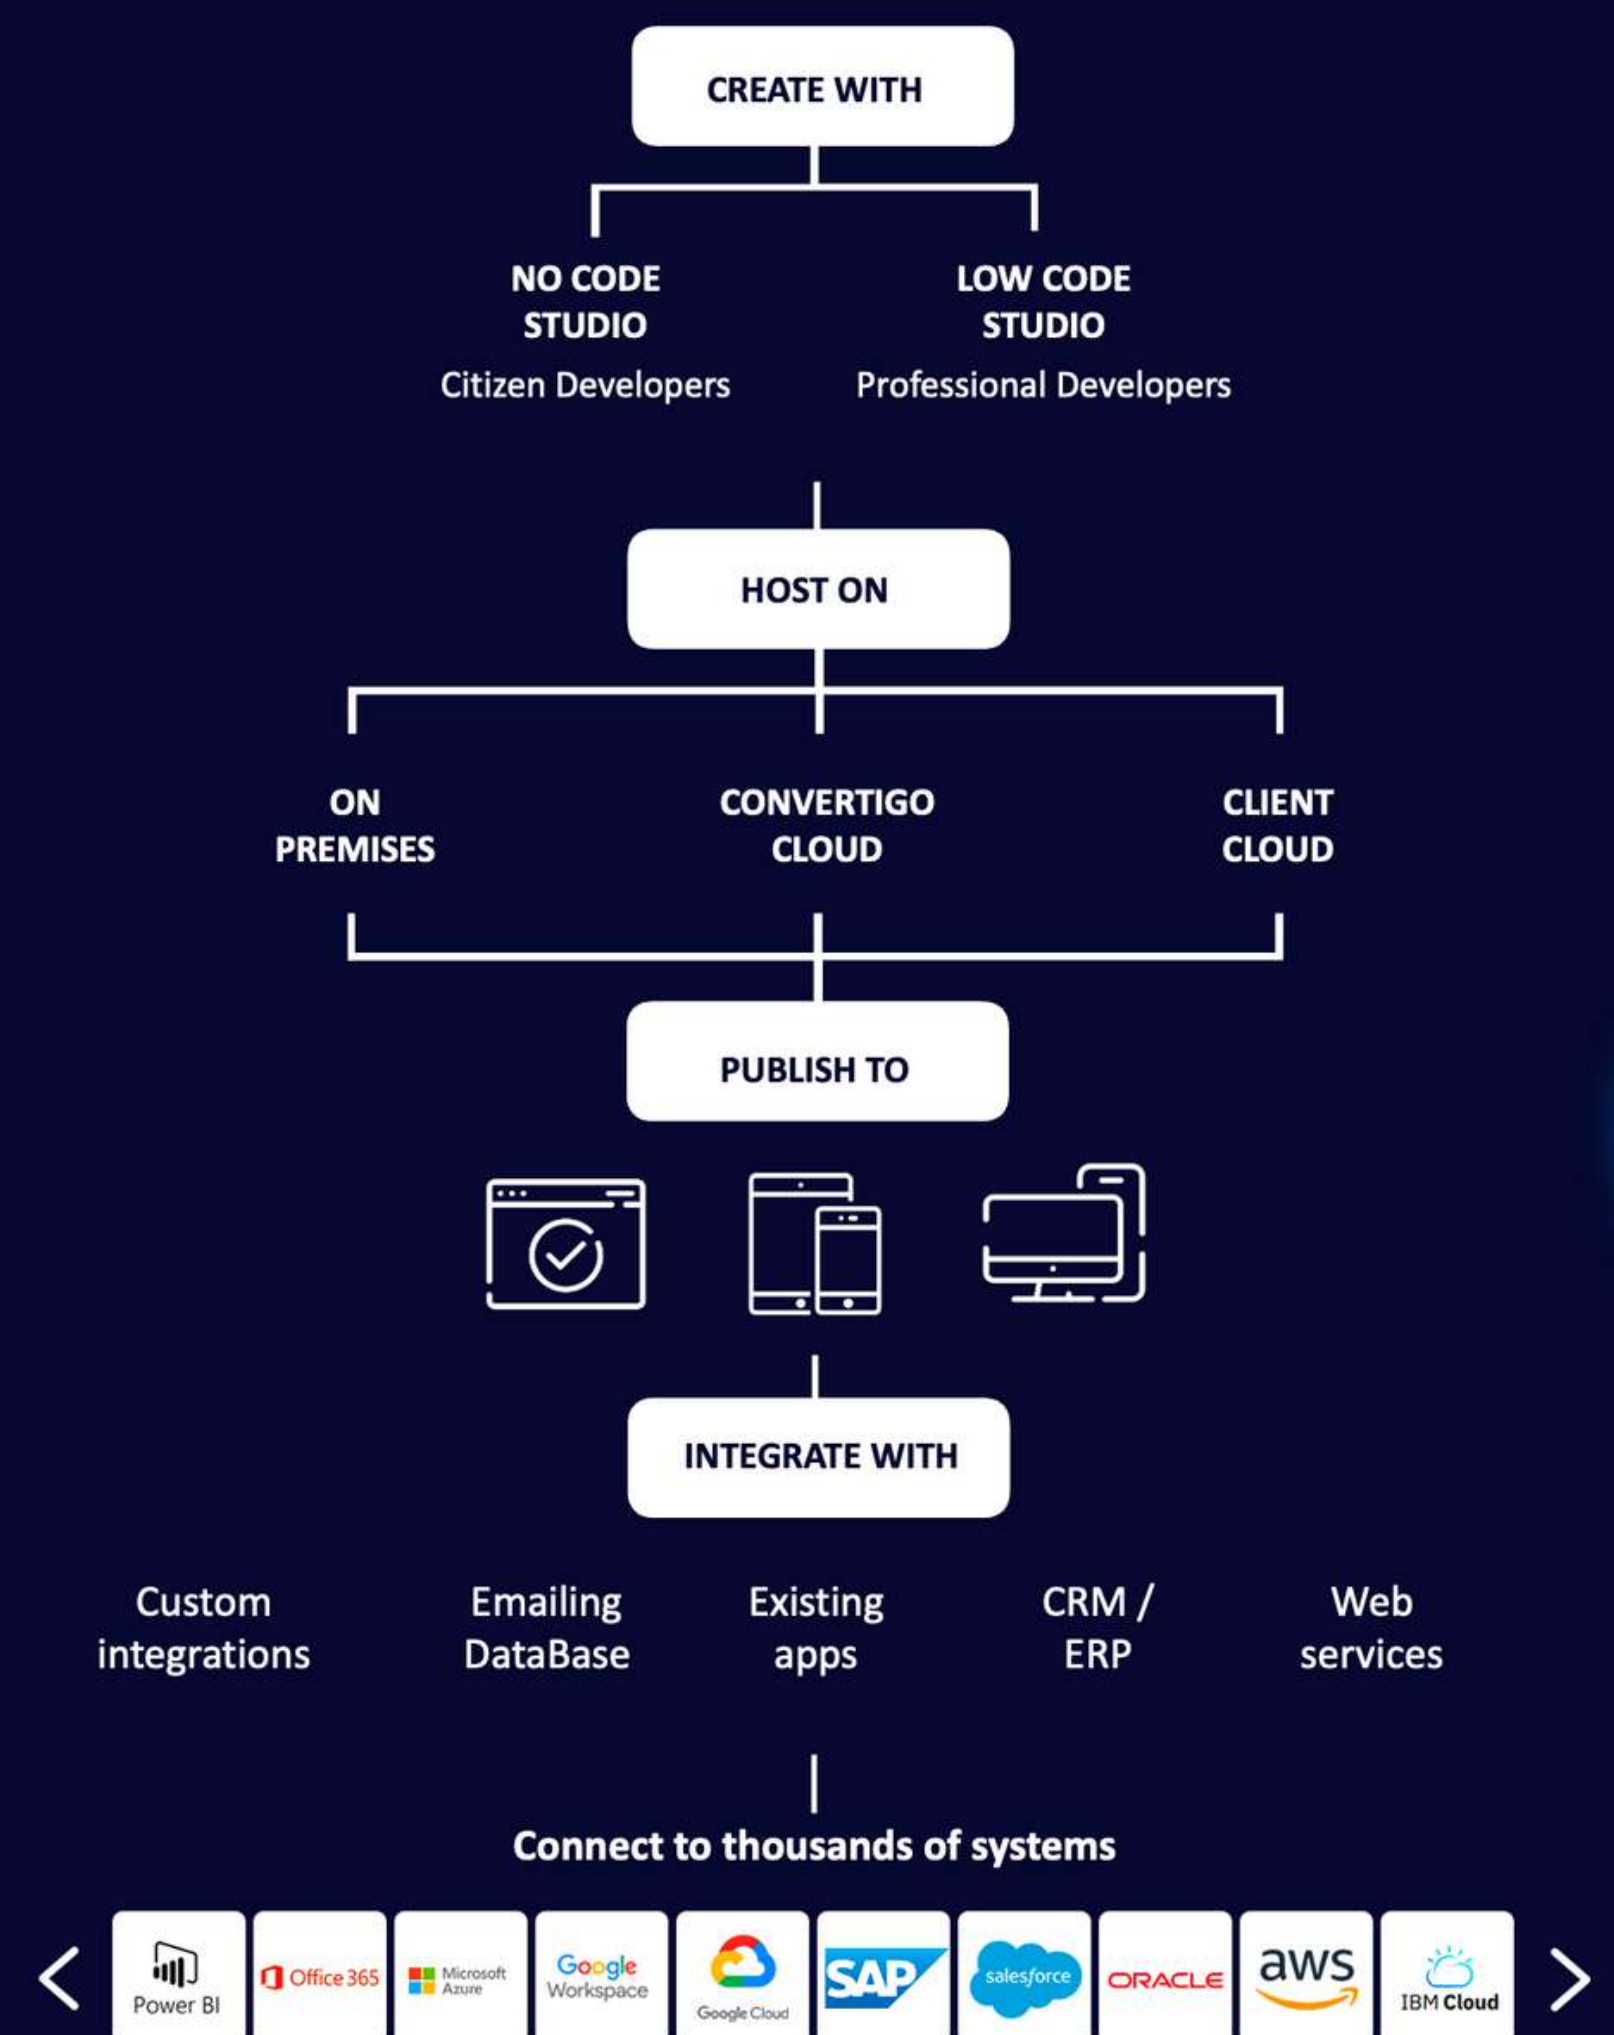 CREATE WITH
NO CODE
STUDIO
Citizen Developers
LOW CODE
STUDIO
Professional Developers
HOST ON
ON
PREMISES
CONVERTIGO
CLOUD
CLIENT
CLOUD
PUBLISH TO
INTEGRATE WITH
Custom
integrations
Emailing
DataBase
Existing
apps
CRM /
ERP
Web
services
Connect to thousands of systems
Power BI
Office 365
Microsoft
Azure
Google
Workspace
Google Cloud
SAP
salesforce
ORACLE
aws
IBM Cloud